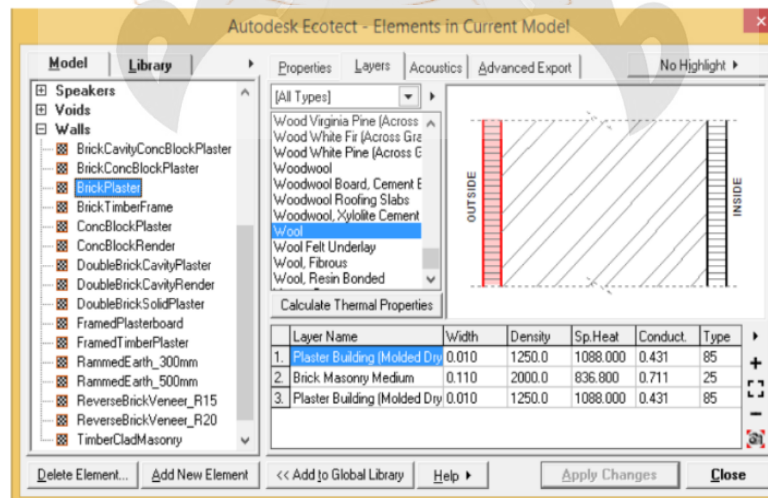 Autodesk Ecotect - Elements in Current Model
Model Library
Properties Layers Acoustics Advanced Export No Highlight
Speakers
Voids
Walls
BrickCavityConcBlockPlaster
BrickConcBlockPlaster
BrickPlaster
BrickTimberFrame
ConcBlockPlaster
ConcBlockRender
DoubleBrickCavityPlaster
DoubleBrickCavityRender
DoubleBrickSolidPlaster
FramedPlasterboard
FramedTimberPlaster
RammedEarth_300mm
RammedEarth_500mm
ReverseBrickVeneer_R15
ReverseBrickVeneer_R20
TimberCladMasonry
[All Types]
Wood Virginia Pine (Across
Wood White Fir (Across Gra
Wood White Pine (Across G
Woodwool
Woodwool Board, Cement B
Woodwool Roofing Slabs
Woodwool, Xylolite Cement
Wool
Wool Felt Underlay
Wool, Fibrous
Wool, Resin Bonded
Calculate Thermal Properties
OUTSIDE
INSIDE
Layer Name Width Density Sp.Heat Conduct. Type
1. Plaster Building (Molded Dry 0.010 1250.0 1088.000 0.431 85
2. Brick Masonry Medium 0.110 2000.0 836.800 0.711 25
3. Plaster Building (Molded Dry 0.010 1250.0 1088.000 0.431 85
Delete Element... Add New Element << Add to Global Library Help Apply Changes Close